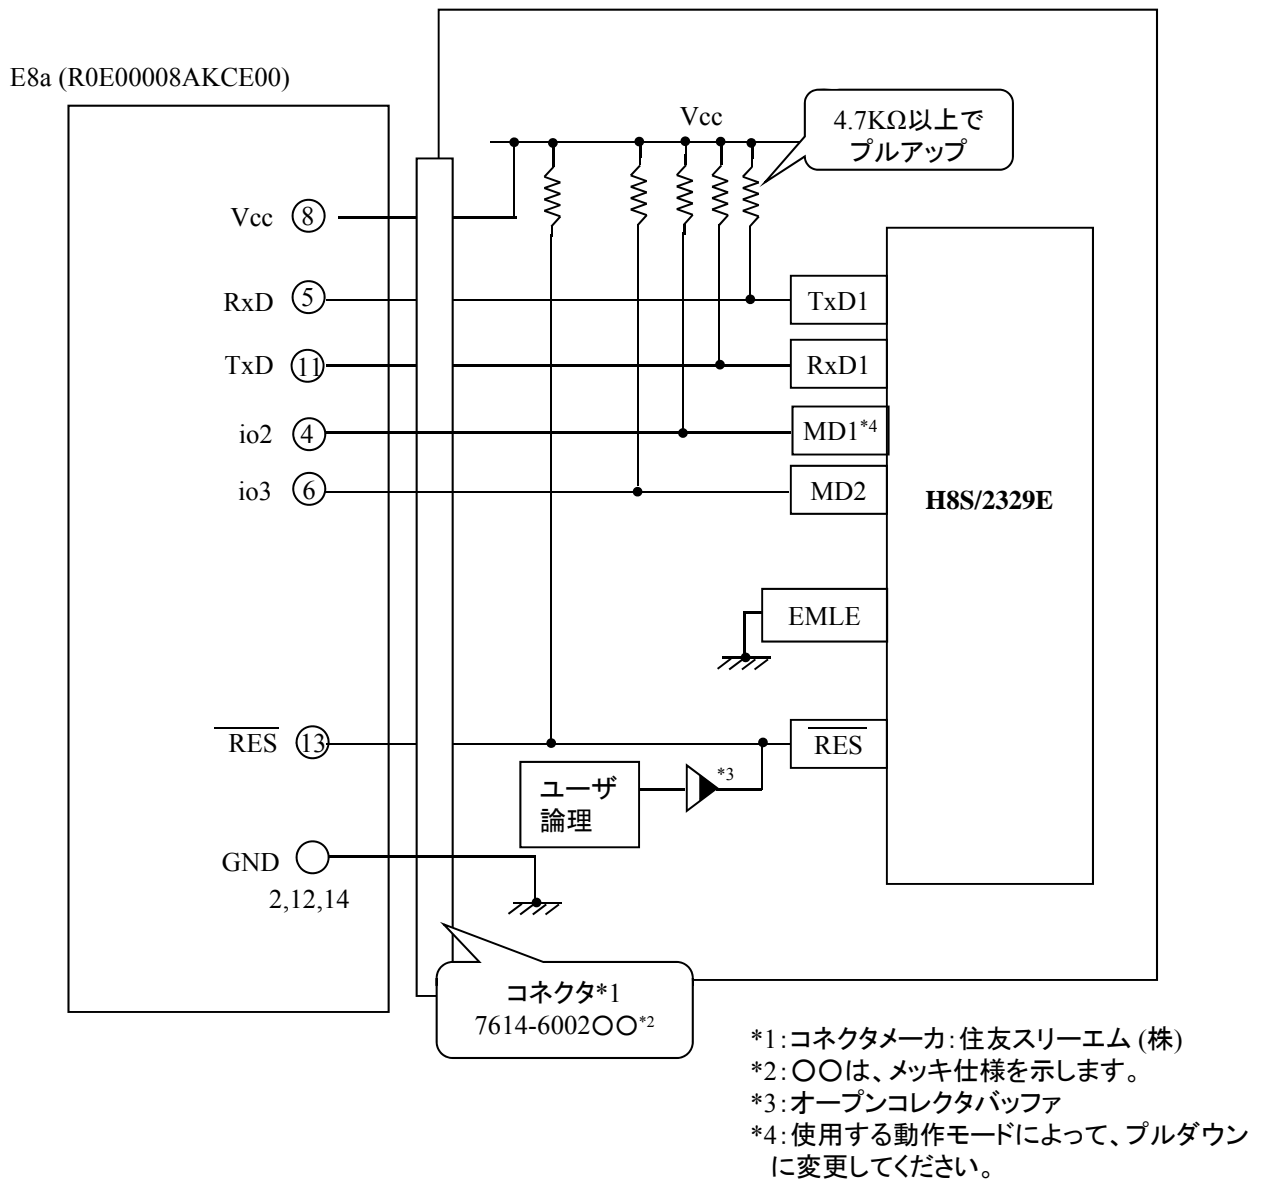 E8a (R0E00008AKCE00)
Vcc
4.7KΩ以上で
プルアップ
Vcc 8
RxD 5
TxD1
TxD 11
RxD1
io2 4
MD1*4
io3 6
MD2
H8S/2329E
EMLE
RES 13
RES
ユーザ
論理
*3
GND
2,12,14
コネクタ*1
7614-6002〇〇*2
*1:コネクタメーカ:住友スリーエム (株)
*2:〇〇は、メッキ仕様を示します。
*3:オープンコレクタバッファ
*4:使用する動作モードによって、プルダウン
に変更してください。